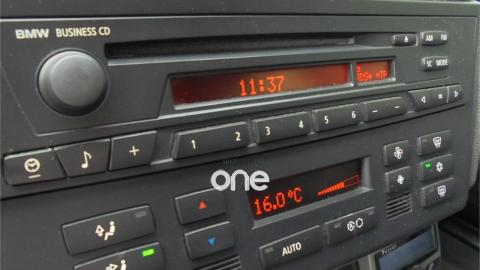 BMW BUSINESS CD
AM FM
SC MODE
11:37
DSP
1 2 3 4 5 6
one
16.0°C
AUTO